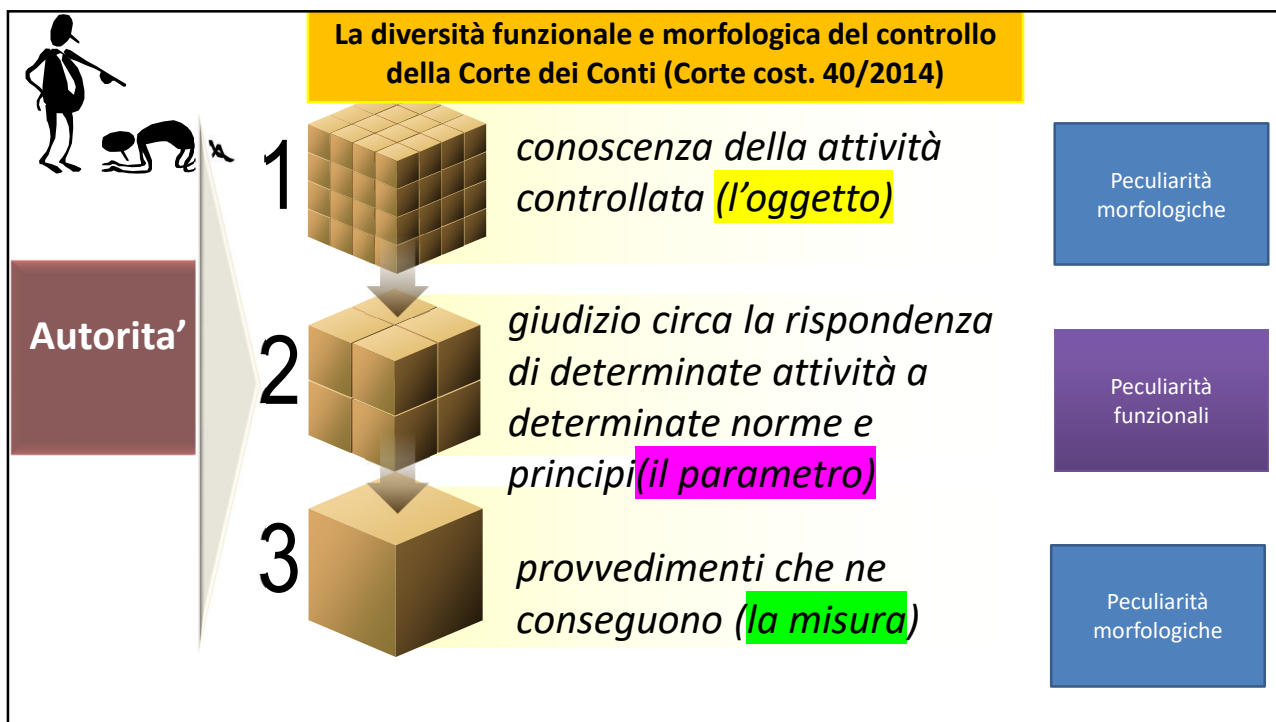 La diversità funzionale e morfologica del controllo
della Corte dei Conti (Corte cost. 40/2014)
Autorita’
1
conoscenza della attività
controllata (l’oggetto)
Peculiarità
morfologiche
2
giudizio circa la rispondenza
di determinate attività a
determinate norme e
principi(il parametro)
Peculiarità
funzionali
3
provvedimenti che ne
conseguono (la misura)
Peculiarità
morfologiche